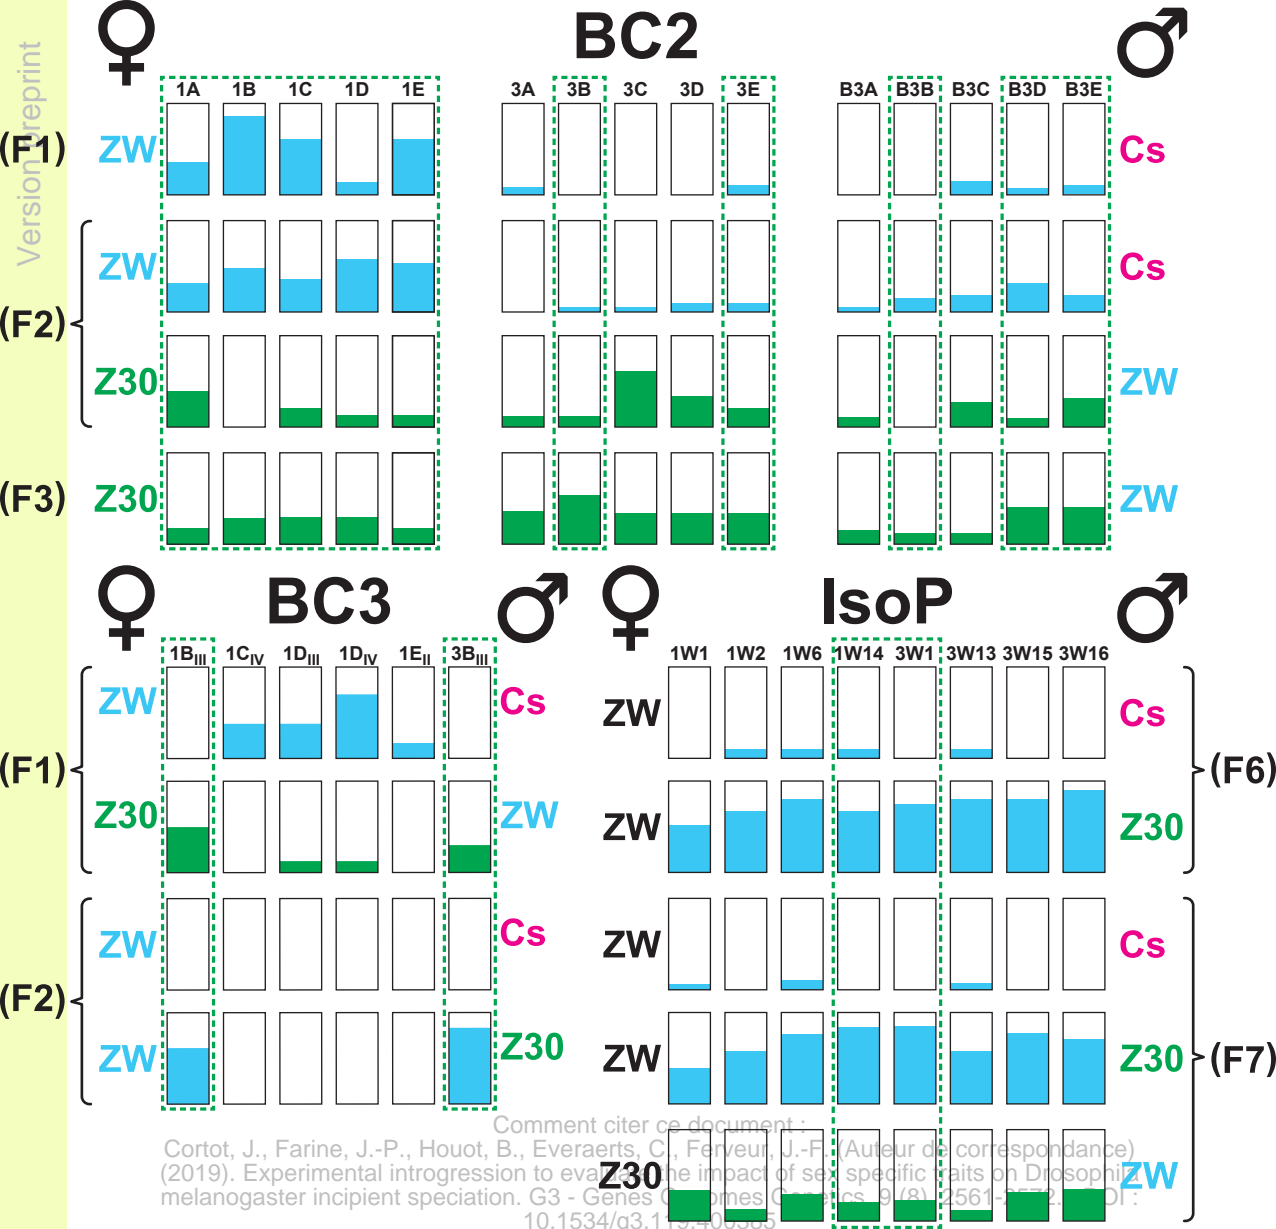 Version preprint
♀ BC2 ♂
1A 1B 1C 1D 1E 3A 3B 3C 3D 3E B3A B3B B3C B3D B3E
(F1) ZW Cs
ZW Cs
(F2)
Z30 ZW
(F3) Z30 ZW
♀ BC3 ♂ ♀ IsoP ♂
1BIII 1CIV 1DIII 1DIV 1EII 3BIII 1W1 1W2 1W6 1W14 3W1 3W13 3W15 3W16
ZW Cs ZW Cs
(F1) (F6)
Z30 ZW ZW Z30
ZW Cs ZW Cs
(F2)
ZW Z30 ZW Z30 (F7)
Z30 ZW
Comment citer ce document :
Cortot, J., Farine, J.-P., Houot, B., Everaerts, C., Ferveur, J.-F. (Auteur de correspondance)
(2019). Experimental introgression to evaluate the impact of sex specific traits on Drosophila
melanogaster incipient speciation. G3 - Genes Genomes Genetics, 9 (8), 2561-2572. , DOI :
10.1534/g3.119.400385